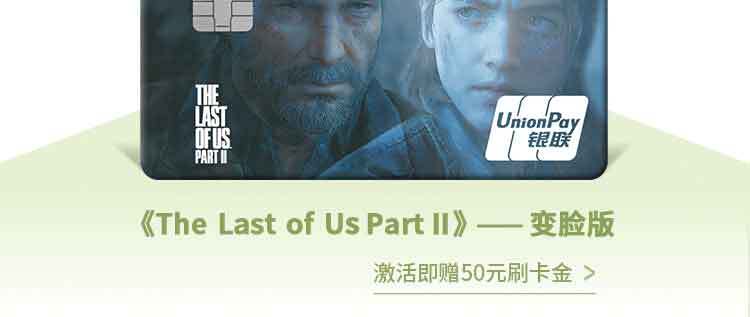 THE
LAST
OF US
PART II
UnionPay
银联
《The Last of Us Part II》—— 变脸版
激活即赠50元刷卡金 >